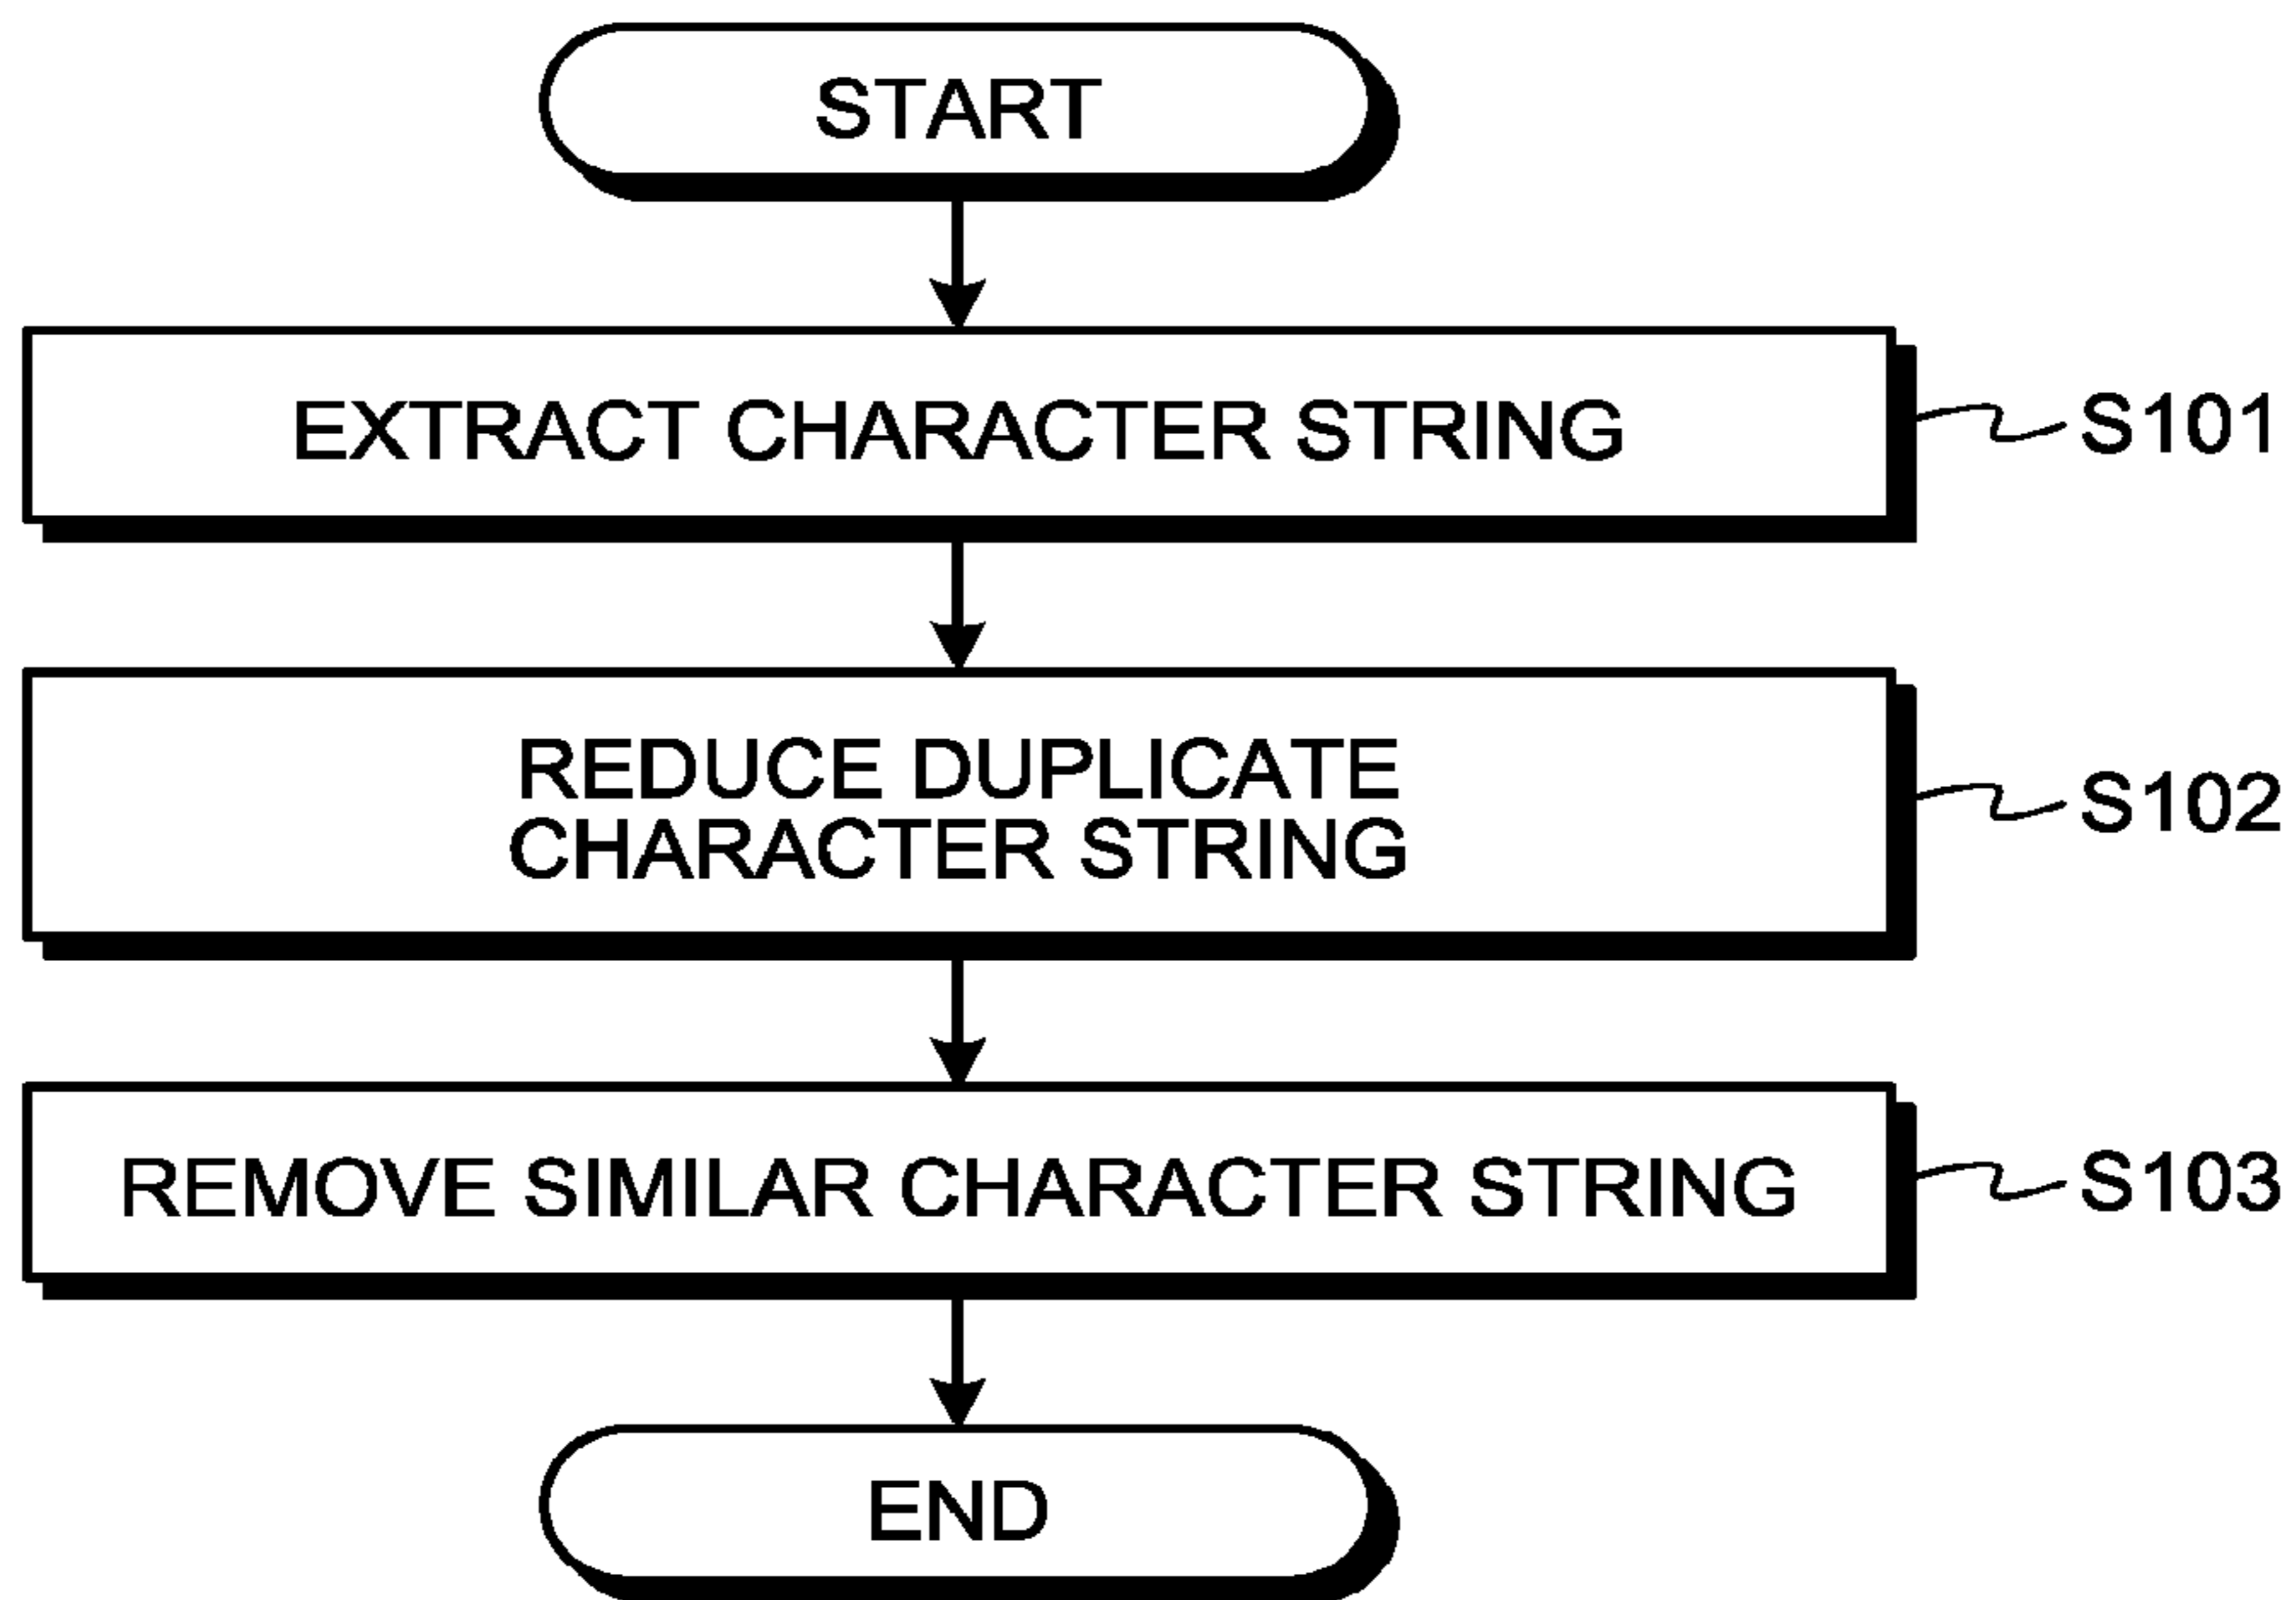 START
EXTRACT CHARACTER STRING
S101
REDUCE DUPLICATE
CHARACTER STRING
S102
REMOVE SIMILAR CHARACTER STRING
S103
END